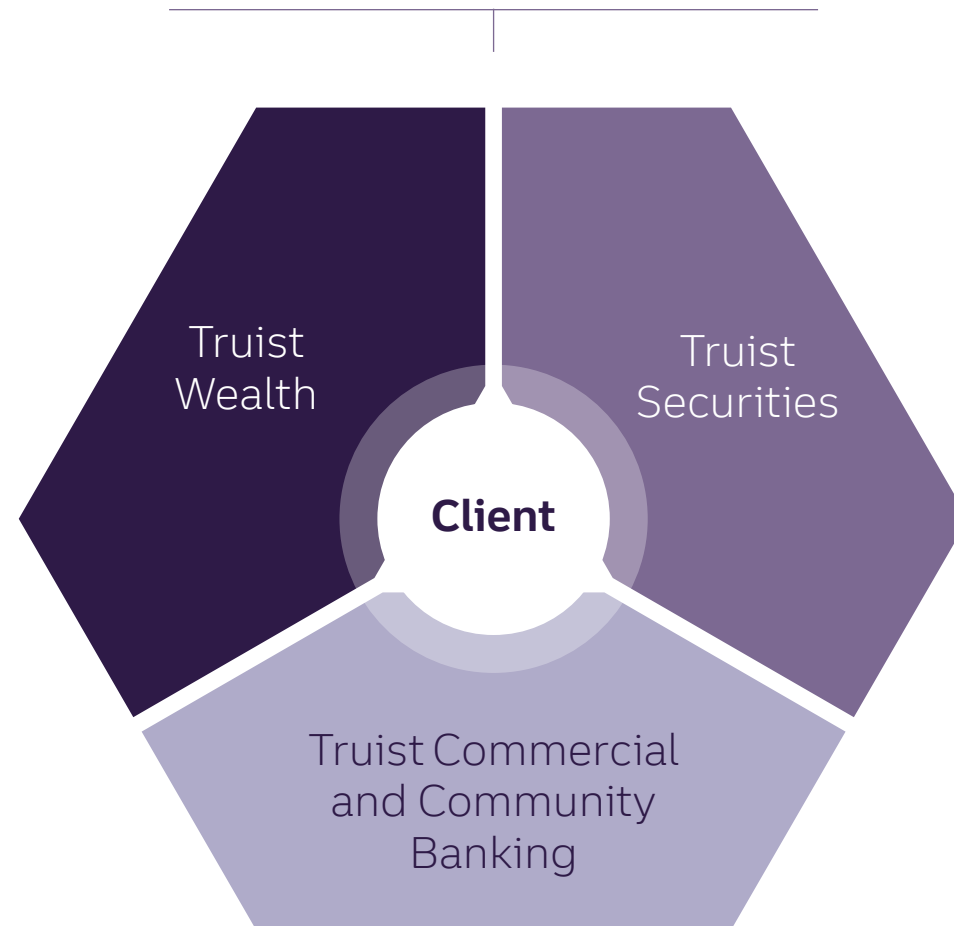 Truist
Wealth
Truist
Securities
Client
Truist Commercial
and Community
Banking